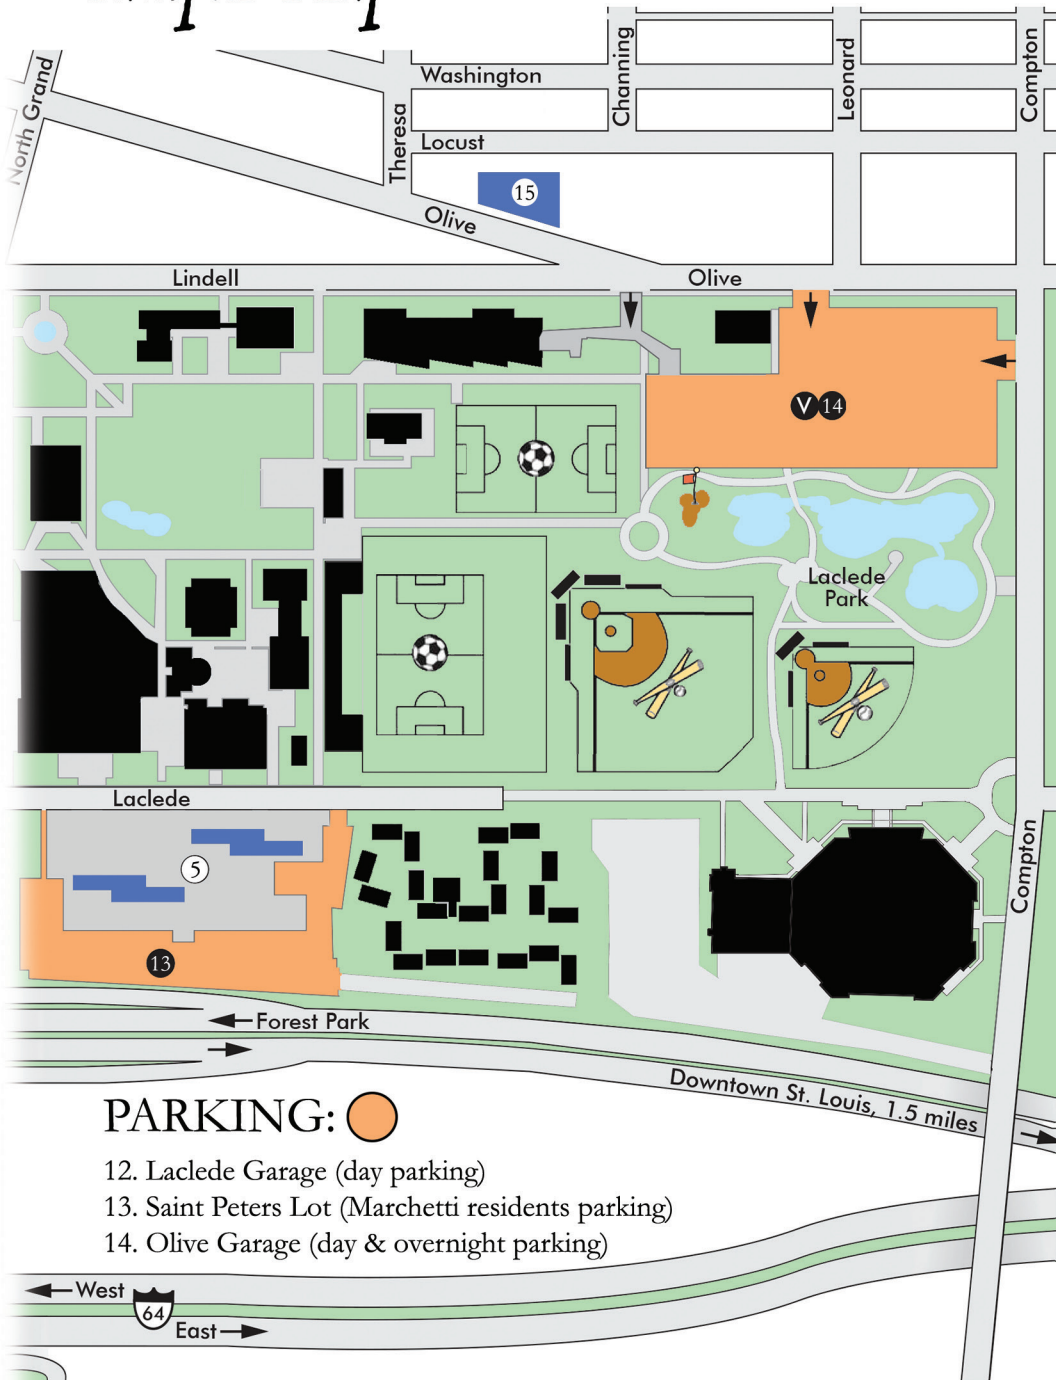 North Grand
Washington
Channing
Leonard
Compton
Theresa
Locust
15
Olive
Lindell
Olive
V 14
Laclede
Park
Laclede
5
13
Compton
Forest Park
Downtown St. Louis, 1.5 miles
PARKING:
12. Laclede Garage (day parking)
13. Saint Peters Lot (Marchetti residents parking)
14. Olive Garage (day & overnight parking)
West
64
East